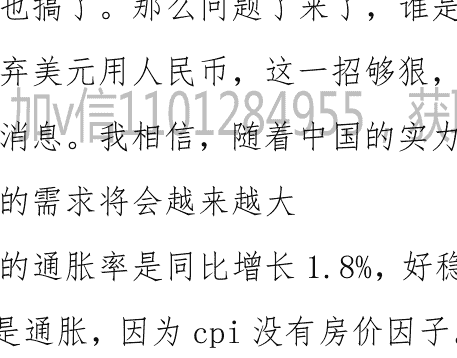 也搞了。那么问题了来了，谁是
弃美元用人民币，这一招够狠，
加v信1101284955，获取
消息。我相信，随着中国的实力
的需求将会越来越大
的通胀率是同比增长 1.8%，好稳
是通胀，因为 cpi 没有房价因子。